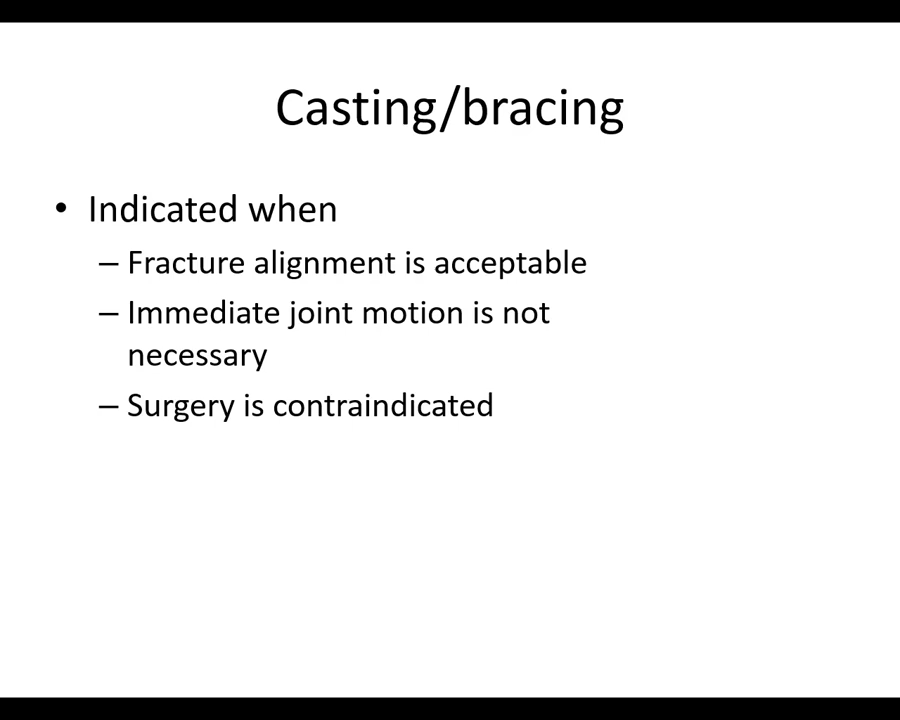 Casting/bracing
• Indicated when
– Fracture alignment is acceptable
– Immediate joint motion is not
necessary
– Surgery is contraindicated